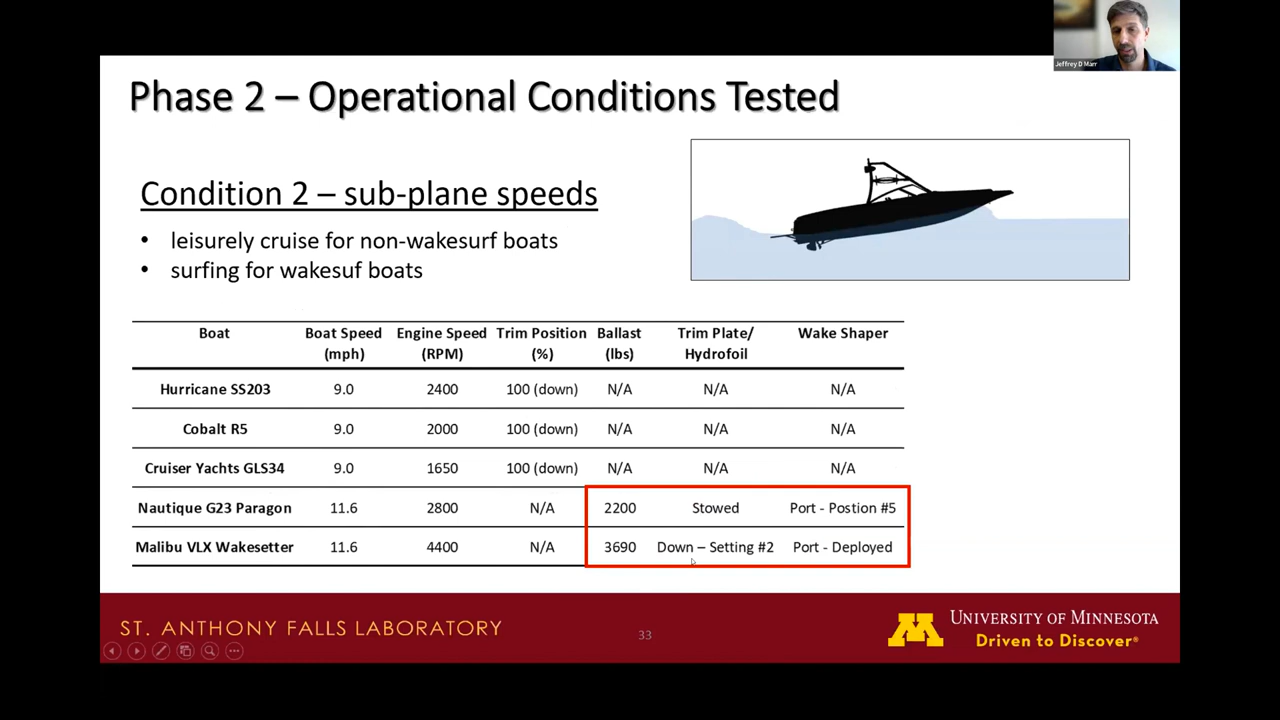 Jeffrey D Marr
Phase 2 – Operational Conditions Tested
Condition 2 – sub-plane speeds
• leisurely cruise for non-wakesurf boats
• surfing for wakesuf boats
Boat Boat Speed (mph) Engine Speed (RPM) Trim Position (%) Ballast (lbs) Trim Plate/ Hydrofoil Wake Shaper
Hurricane SS203 9.0 2400 100 (down) N/A N/A N/A
Cobalt R5 9.0 2000 100 (down) N/A N/A N/A
Cruiser Yachts GLS34 9.0 1650 100 (down) N/A N/A N/A
Nautique G23 Paragon 11.6 2800 N/A 2200 Stowed Port - Postion #5
Malibu VLX Wakesetter 11.6 4400 N/A 3690 Down – Setting #2 Port - Deployed
ST. ANTHONY FALLS LABORATORY
33
M
UNIVERSITY OF MINNESOTA
Driven to Discover®